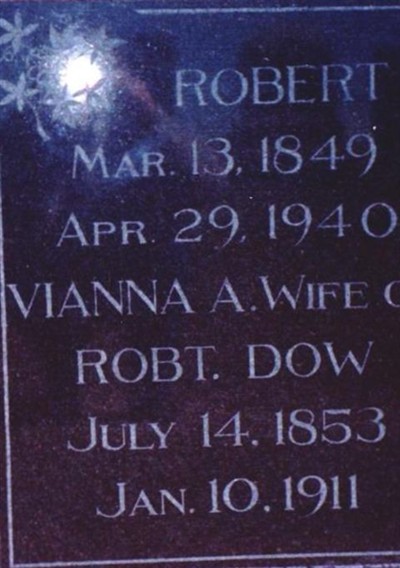 ROBERT
MAR. 13, 1849
APR. 29, 1940
VIANNA A. WIFE
ROBT. DOW
JULY 14. 1853
JAN. 10. 1911